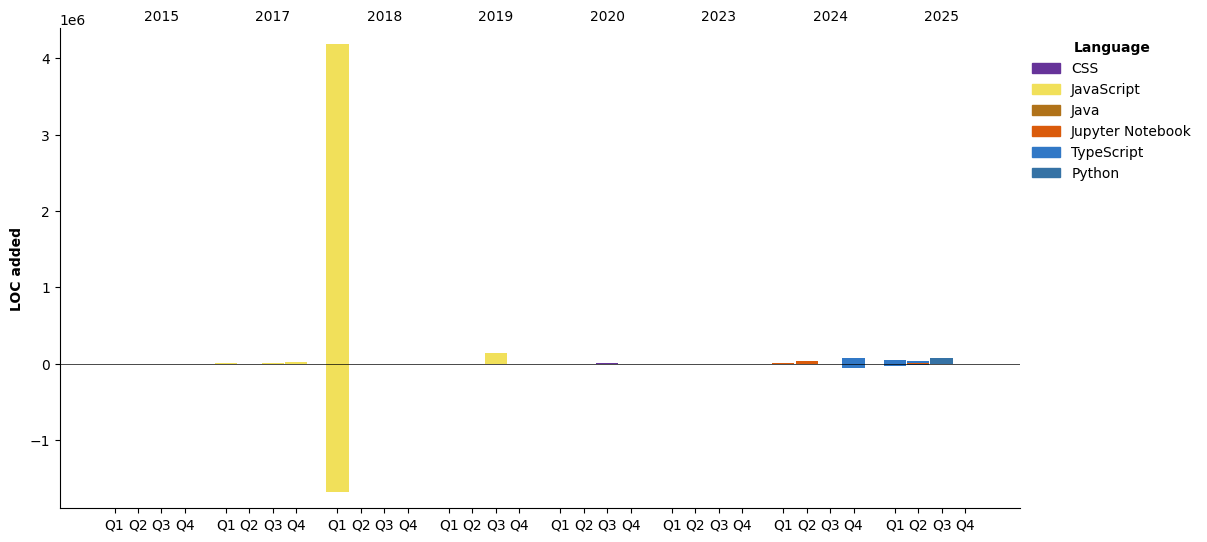 1e6
2015 2017 2018 2019 2020 2023 2024 2025
Language
CSS
JavaScript
Java
Jupyter Notebook
TypeScript
Python
LOC added
4
3
2
1
0
−1
Q1 Q2 Q3 Q4 Q1 Q2 Q3 Q4 Q1 Q2 Q3 Q4 Q1 Q2 Q3 Q4 Q1 Q2 Q3 Q4 Q1 Q2 Q3 Q4 Q1 Q2 Q3 Q4 Q1 Q2 Q3 Q4